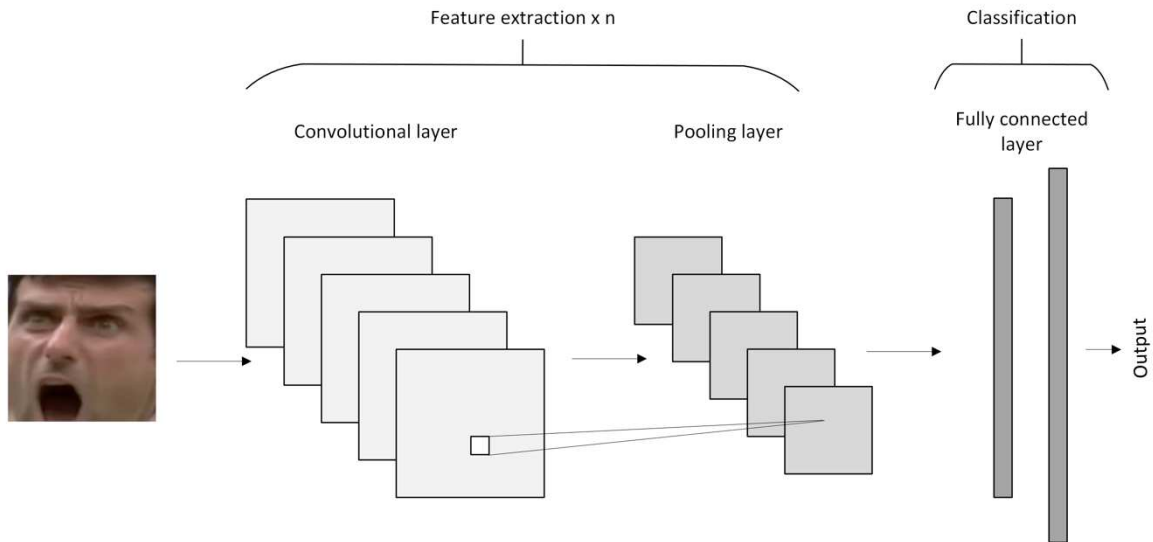 Feature extraction x n
Classification
Convolutional layer
Pooling layer
Fully connected
layer
Output